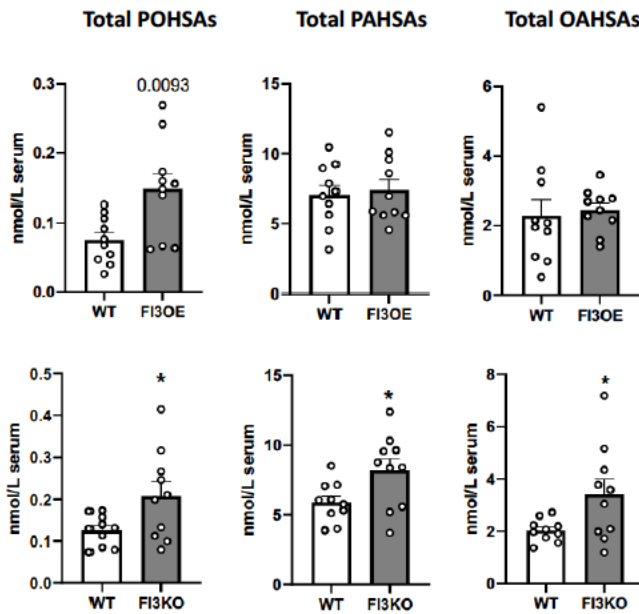 Total POHSAs
Total PAHSAs
Total OAHSAs
nmol/L serum
0.3
0.2
0.1
0.0
0.0093
WT
FI3OE
nmol/L serum
15
10
5
0
WT
FI3OE
nmol/L serum
6
4
2
0
WT
FI3OE
nmol/L serum
0.5
0.4
0.3
0.2
0.1
0.0
*
WT
FI3KO
nmol/L serum
15
10
5
0
*
WT
FI3KO
nmol/L serum
8
6
4
2
0
*
WT
FI3KO